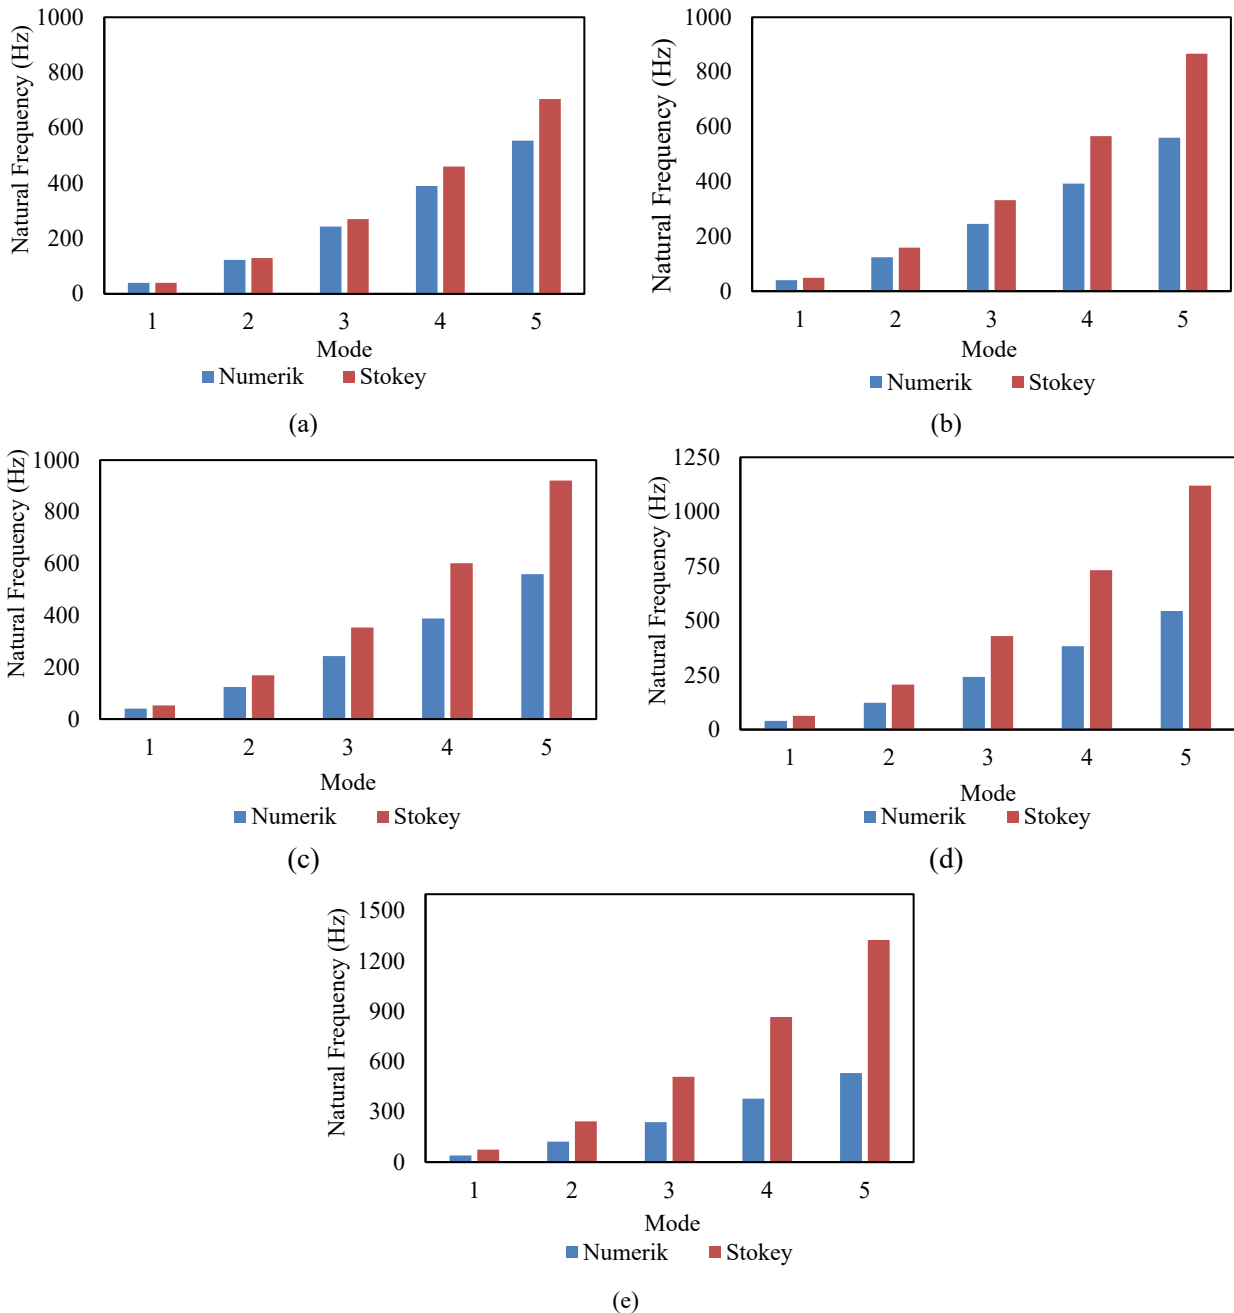 Natural Frequency (Hz)
1000
800
600
400
200
0
1 2 3 4 5
Mode
Numerik Stokey
(a)
Natural Frequency (Hz)
1000
800
600
400
200
0
1 2 3 4 5
Mode
Numerik Stokey
(b)
Natural Frequency (Hz)
1000
800
600
400
200
0
1 2 3 4 5
Mode
Numerik Stokey
(c)
Natural Frequency (Hz)
1250
1000
750
500
250
0
1 2 3 4 5
Mode
Numerik Stokey
(d)
Natural Frequency (Hz)
1500
1200
900
600
300
0
1 2 3 4 5
Mode
Numerik Stokey
(e)